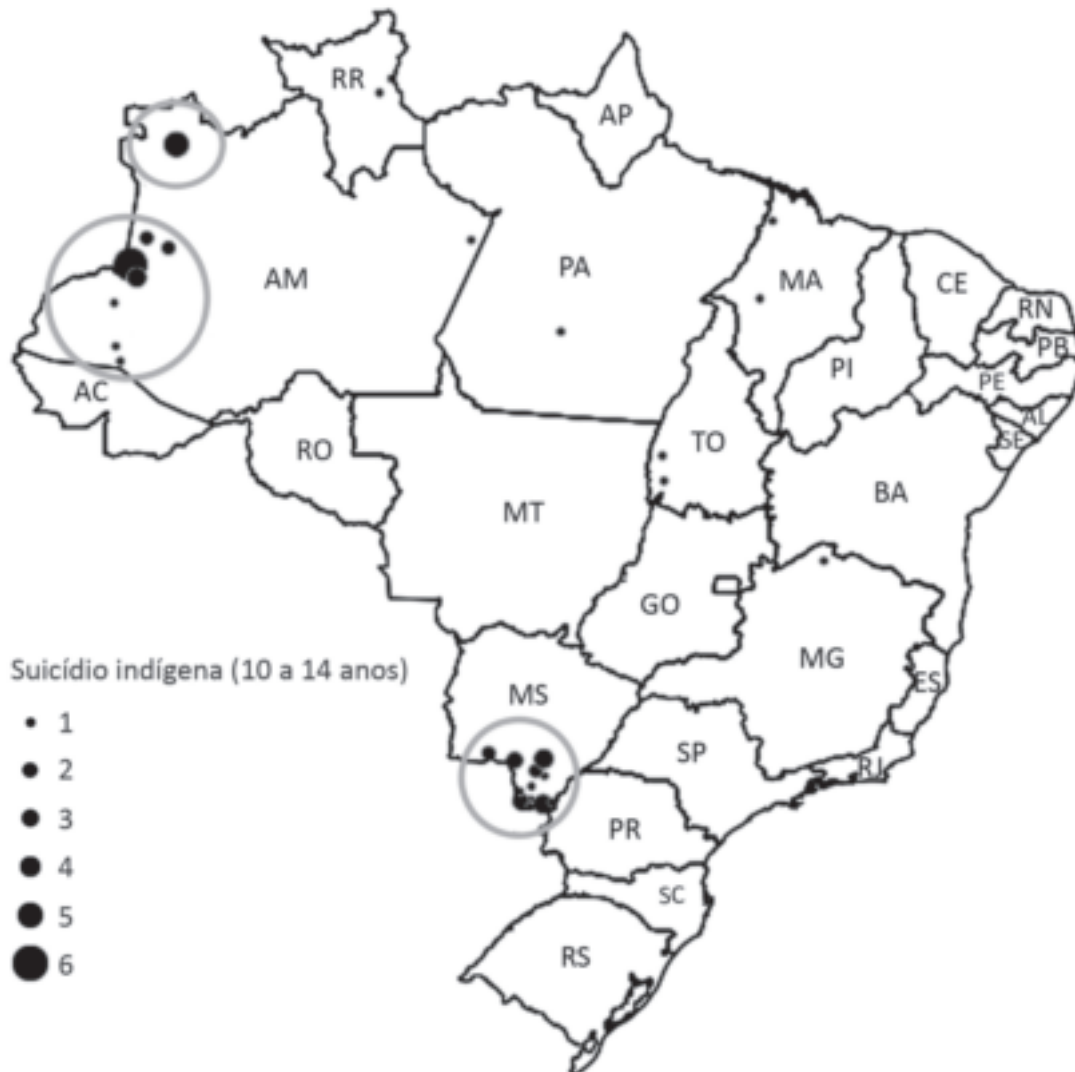 RR
AP
AM
PA
MA
CE
RN
PB
PI
PE
AL
SE
AC
RO
TO
BA
MT
GO
MG
ES
MS
SP
RJ
PR
SC
RS
Suicídio indígena (10 a 14 anos)
1
2
3
4
5
6